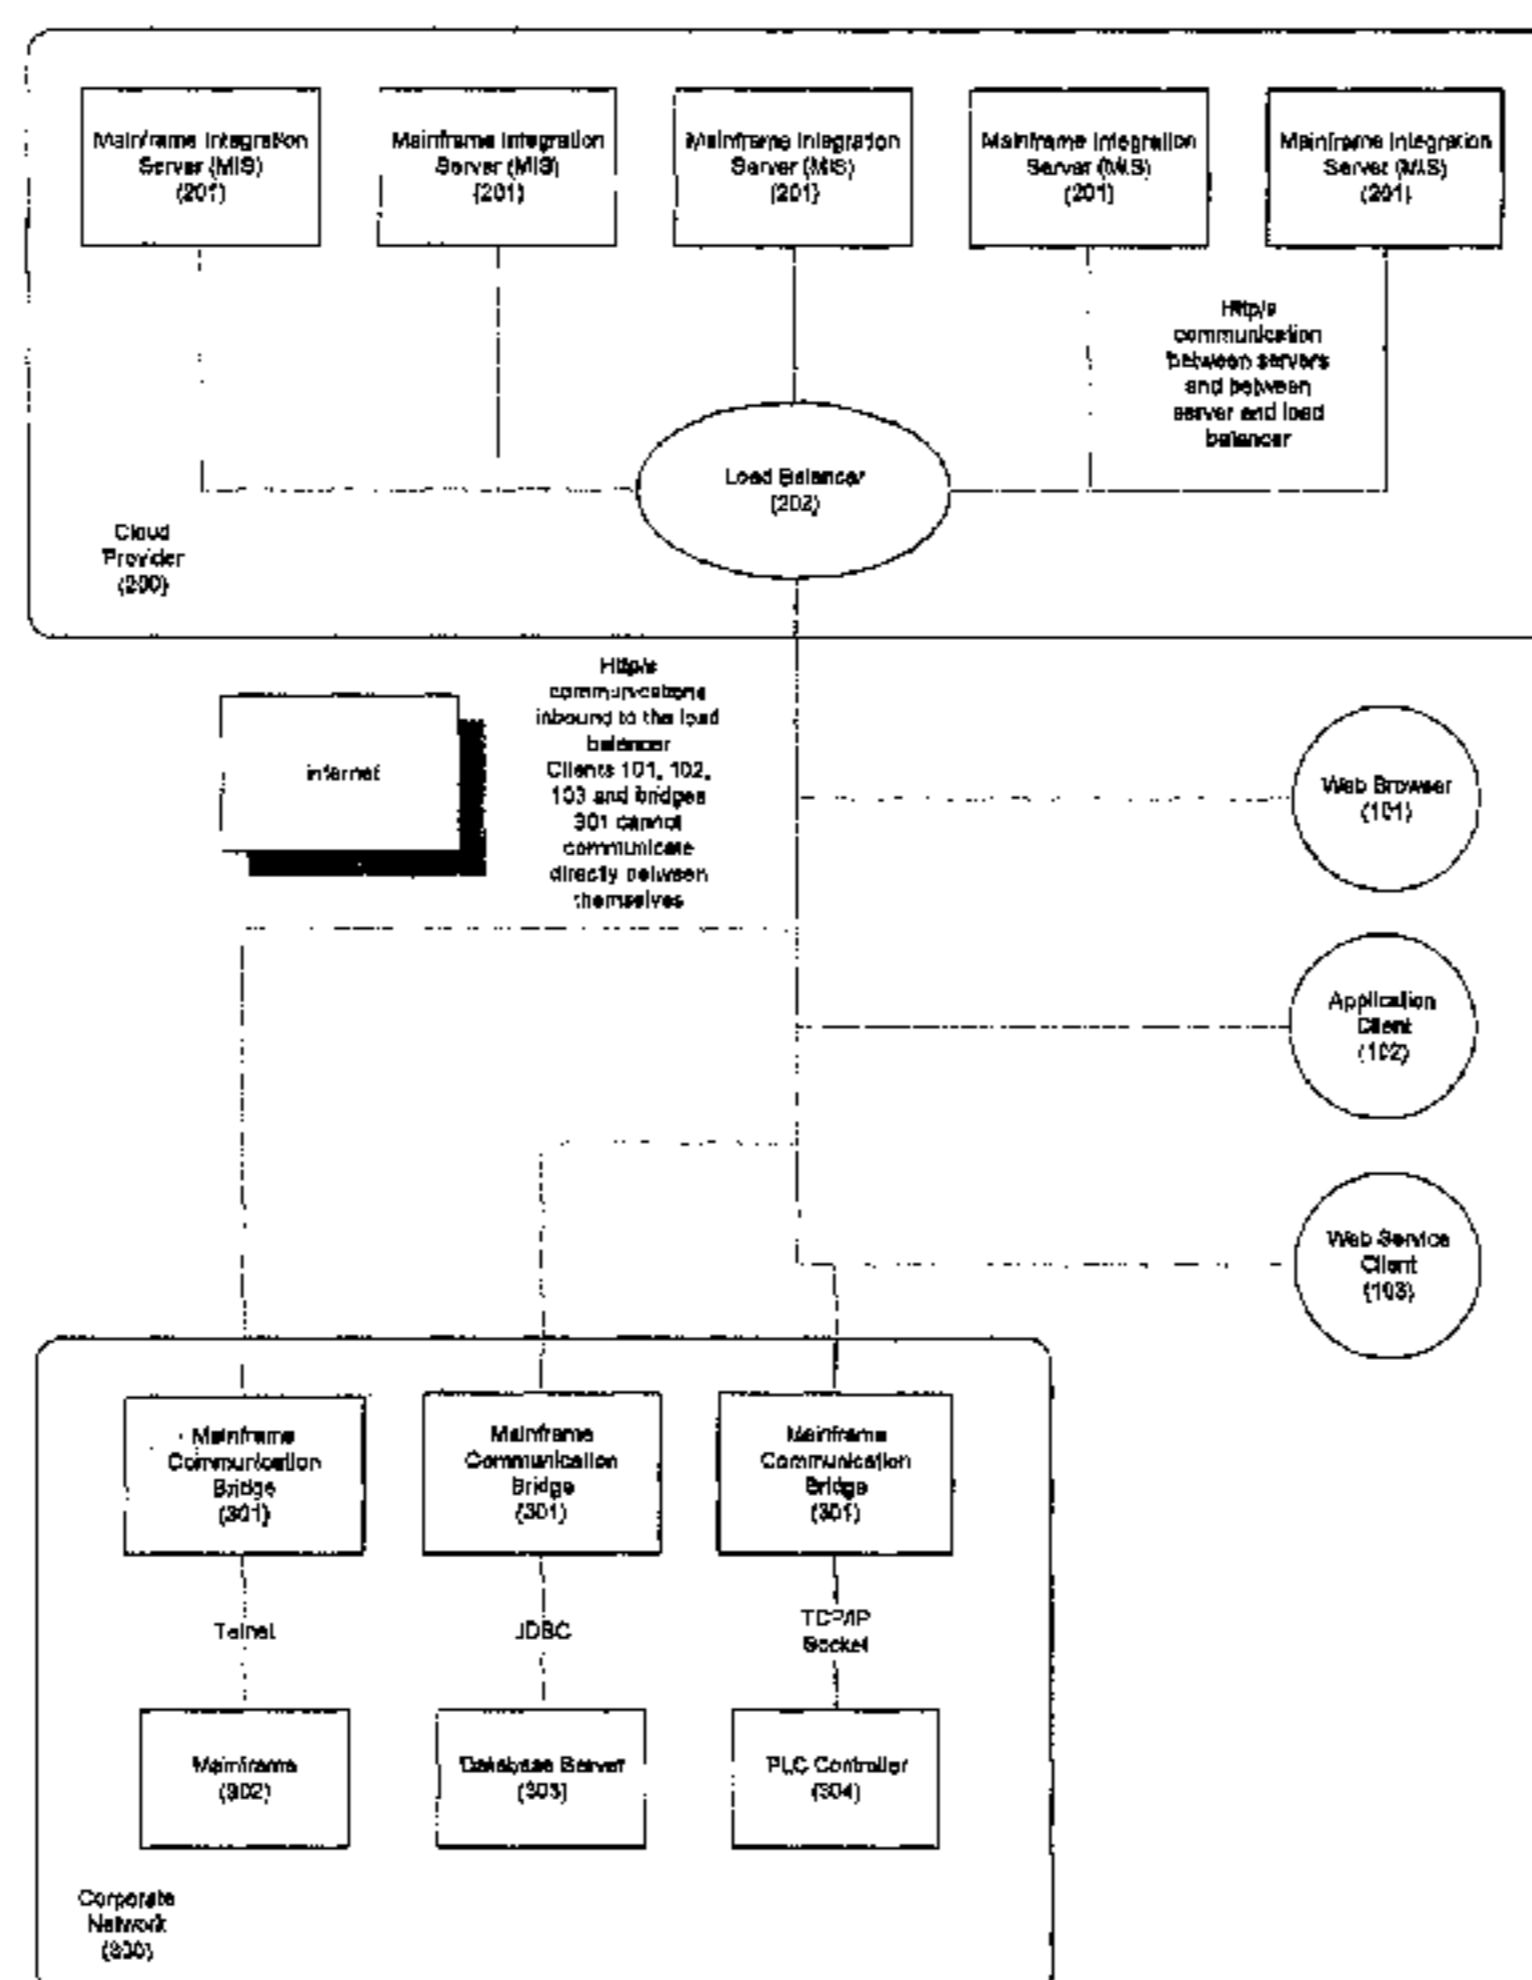 Mainframe Integration
Server (MIS)
(201)
Mainframe Integration
Server (MIS)
(201)
Mainframe Integration
Server (MIS)
(201)
Mainframe Integration
Server (MIS)
(201)
Mainframe Integration
Server (MIS)
(201)
Http/s
communication
between servers
and between
server and load
balancer
Load Balancer
(202)
Cloud
Provider
(200)
Http/s
communications
inbound to the load
balancer
Clients 101, 102,
103 and bridges
301 cannot
communicate
directly between
themselves
internet
Web Browser
(101)
Application
Client
(102)
Web Service
Client
(103)
Mainframe
Communication
Bridge
(301)
Mainframe
Communication
Bridge
(301)
Mainframe
Communication
Bridge
(301)
Telnet
JDBC
TCP/IP
Socket
Mainframe
(302)
Database Server
(303)
PLC Controller
(304)
Corporate
Network
(300)